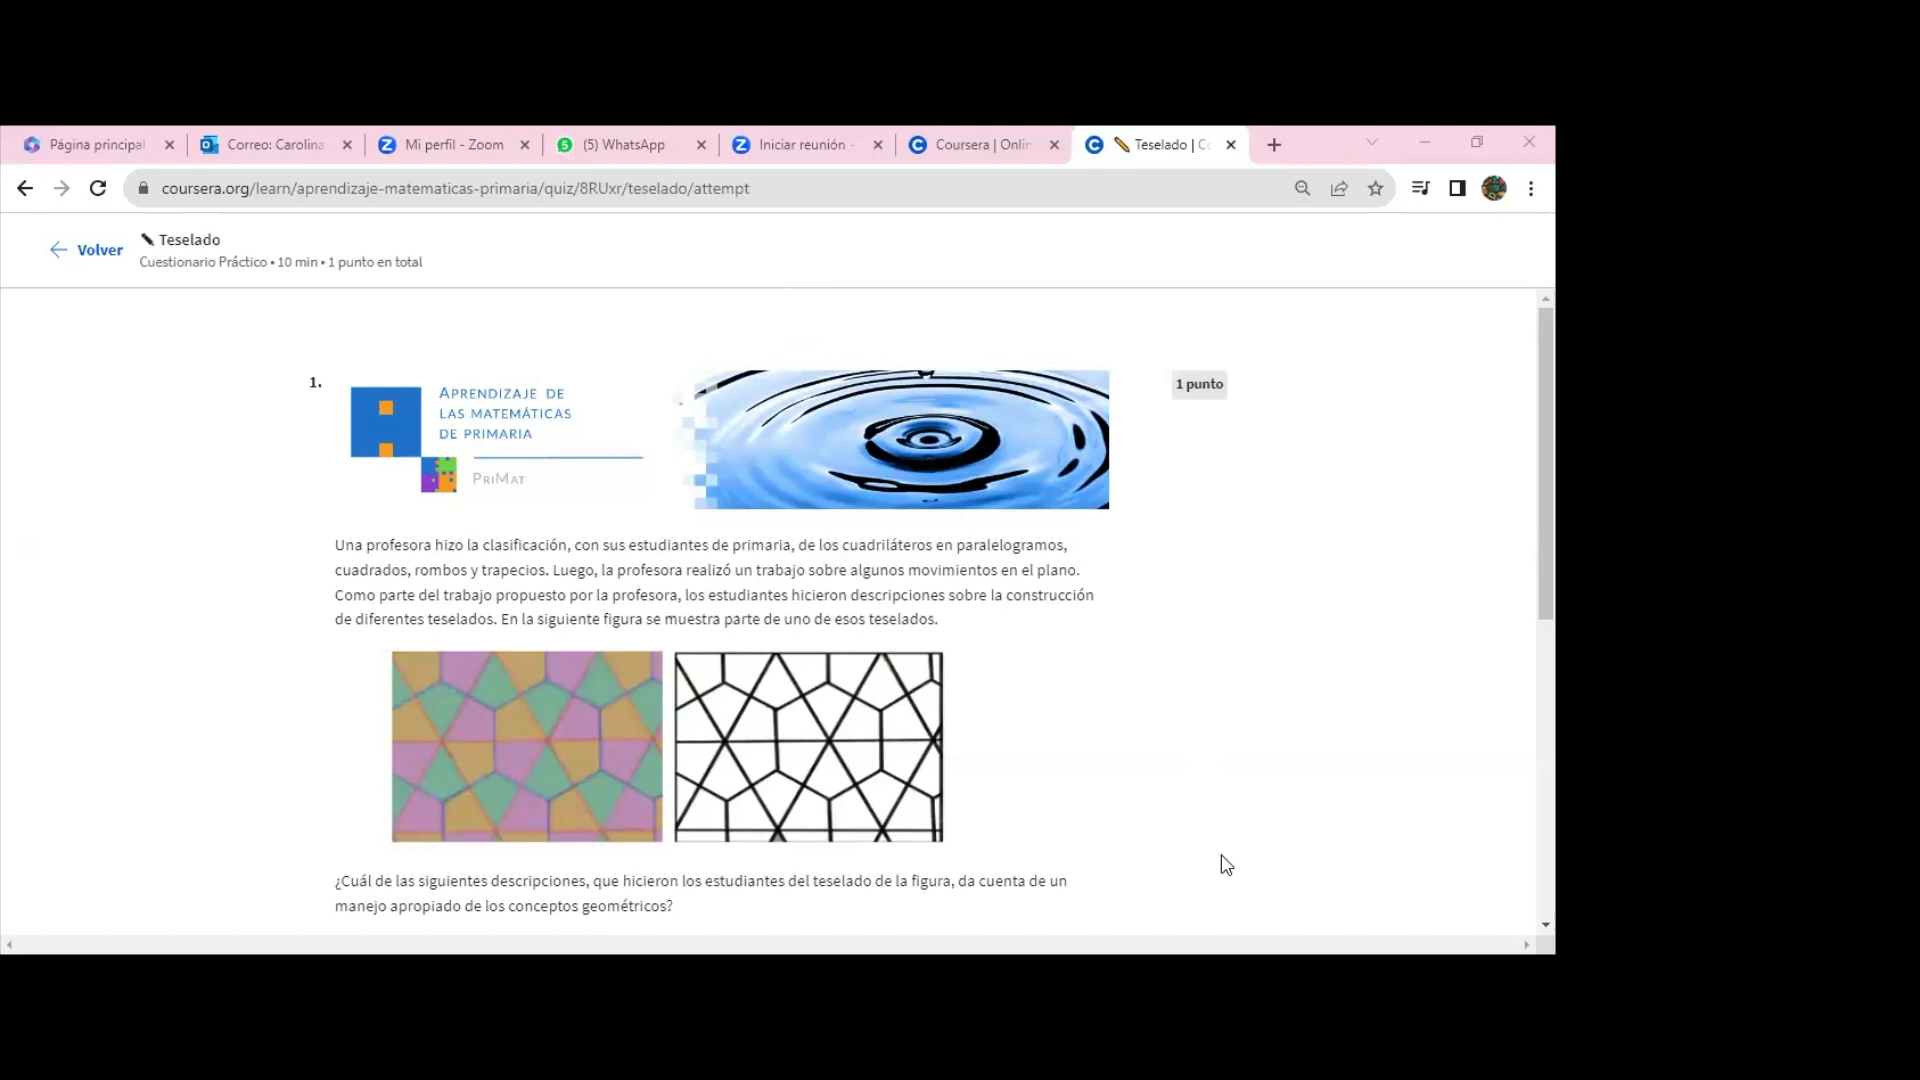 Página principal
Correo: Carolina
Mi perfil - Zoom
(5) WhatsApp
Iniciar reunión -
Coursera | Onlin
Teselado | Co
coursera.org/learn/aprendizaje-matematicas-primaria/quiz/8RUxr/teselado/attempt
Volver
Teselado
Cuestionario Práctico • 10 min • 1 punto en total
1.
APRENDIZAJE DE
LAS MATEMÁTICAS
DE PRIMARIA
PRIMAT
1 punto
Una profesora hizo la clasificación, con sus estudiantes de primaria, de los cuadriláteros en paralelogramos,
cuadrados, rombos y trapecios. Luego, la profesora realizó un trabajo sobre algunos movimientos en el plano.
Como parte del trabajo propuesto por la profesora, los estudiantes hicieron descripciones sobre la construcción
de diferentes teselados. En la siguiente figura se muestra parte de uno de esos teselados.
¿Cuál de las siguientes descripciones, que hicieron los estudiantes del teselado de la figura, da cuenta de un
manejo apropiado de los conceptos geométricos?